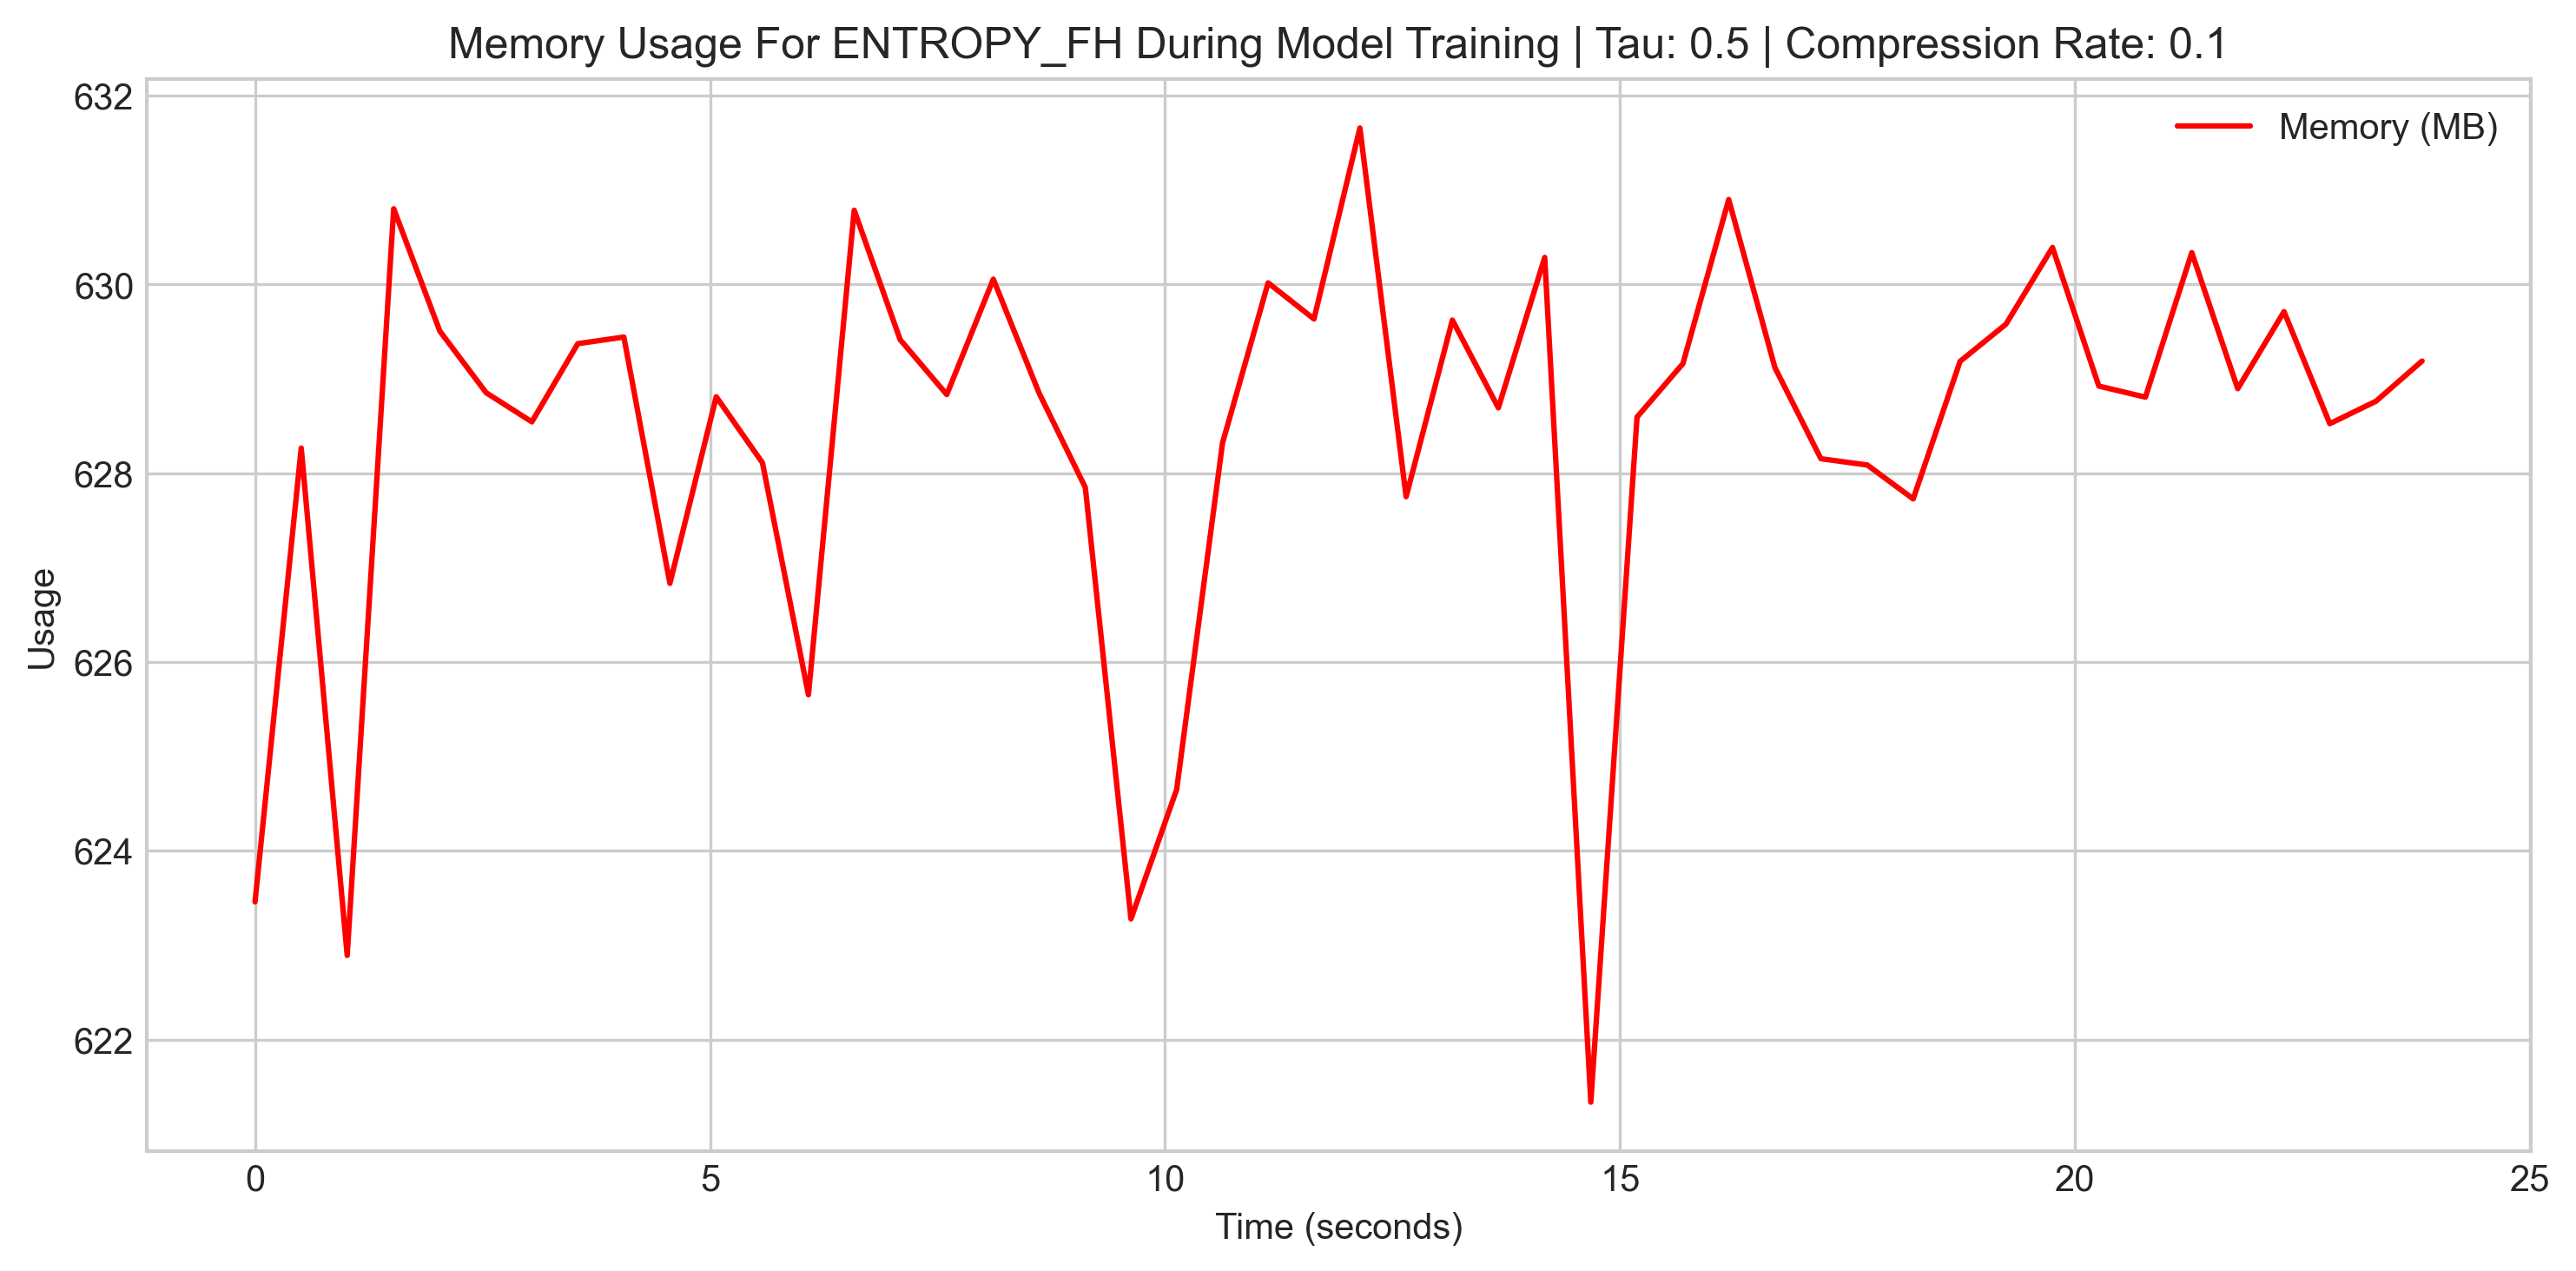 Memory Usage For ENTROPY_FH During Model Training | Tau: 0.5 | Compression Rate: 0.1
Memory (MB)
632
630
628
626
624
622
Usage
0 5 10 15 20 25
Time (seconds)